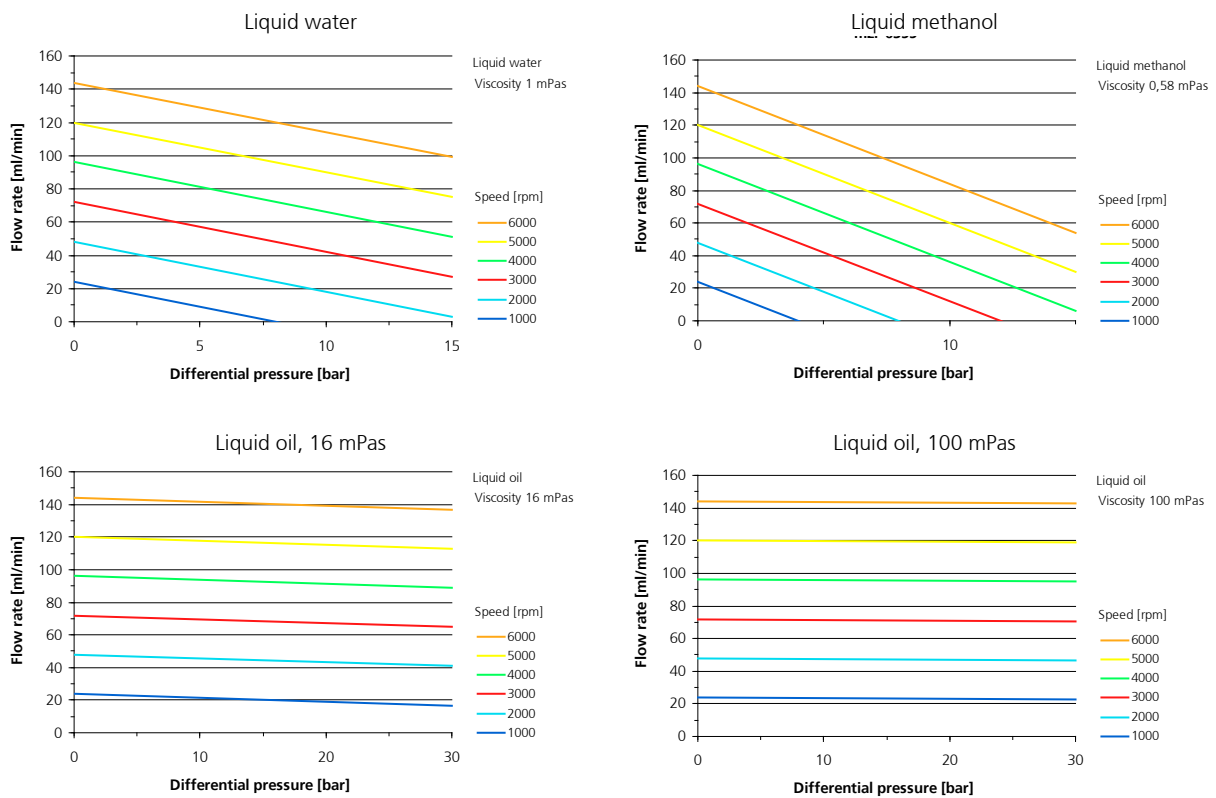 Liquid water
160
140
120
100
80
60
40
20
0
0 5 10 15
Flow rate [ml/min]
Differential pressure [bar]
Liquid water
Viscosity 1 mPas
Speed [rpm]
6000
5000
4000
3000
2000
1000
Liquid methanol
160
140
120
100
80
60
40
20
0
0 10
Flow rate [ml/min]
Differential pressure [bar]
Liquid methanol
Viscosity 0,58 mPas
Speed [rpm]
6000
5000
4000
3000
2000
1000
Liquid oil, 16 mPas
160
140
120
100
80
60
40
20
0
0 10 20 30
Flow rate [ml/min]
Differential pressure [bar]
Liquid oil
Viscosity 16 mPas
Speed [rpm]
6000
5000
4000
3000
2000
1000
Liquid oil, 100 mPas
160
140
120
100
80
60
40
20
0
0 10 20 30
Flow rate [ml/min]
Differential pressure [bar]
Liquid oil
Viscosity 100 mPas
Speed [rpm]
6000
5000
4000
3000
2000
1000